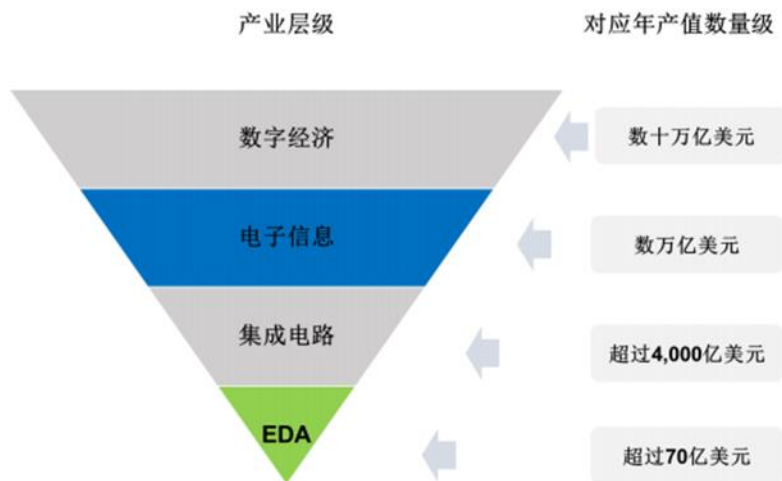 产业层级
对应年产值数量级
数字经济
数十万亿美元
电子信息
数万亿美元
集成电路
超过4,000亿美元
EDA
超过70亿美元